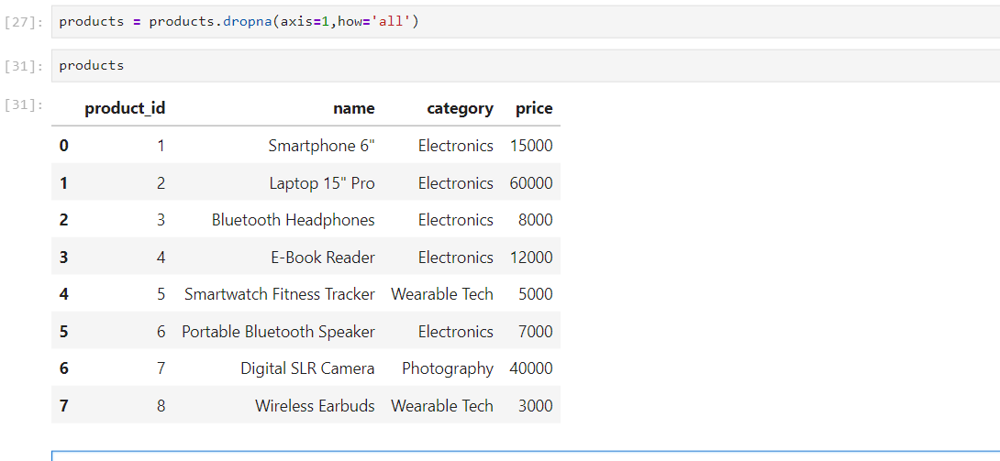 [27]: products = products.dropna(axis=1,how='all')
[31]: products
[31]:
product_id name category price
0 1 Smartphone 6" Electronics 15000
1 2 Laptop 15" Pro Electronics 60000
2 3 Bluetooth Headphones Electronics 8000
3 4 E-Book Reader Electronics 12000
4 5 Smartwatch Fitness Tracker Wearable Tech 5000
5 6 Portable Bluetooth Speaker Electronics 7000
6 7 Digital SLR Camera Photography 40000
7 8 Wireless Earbuds Wearable Tech 3000